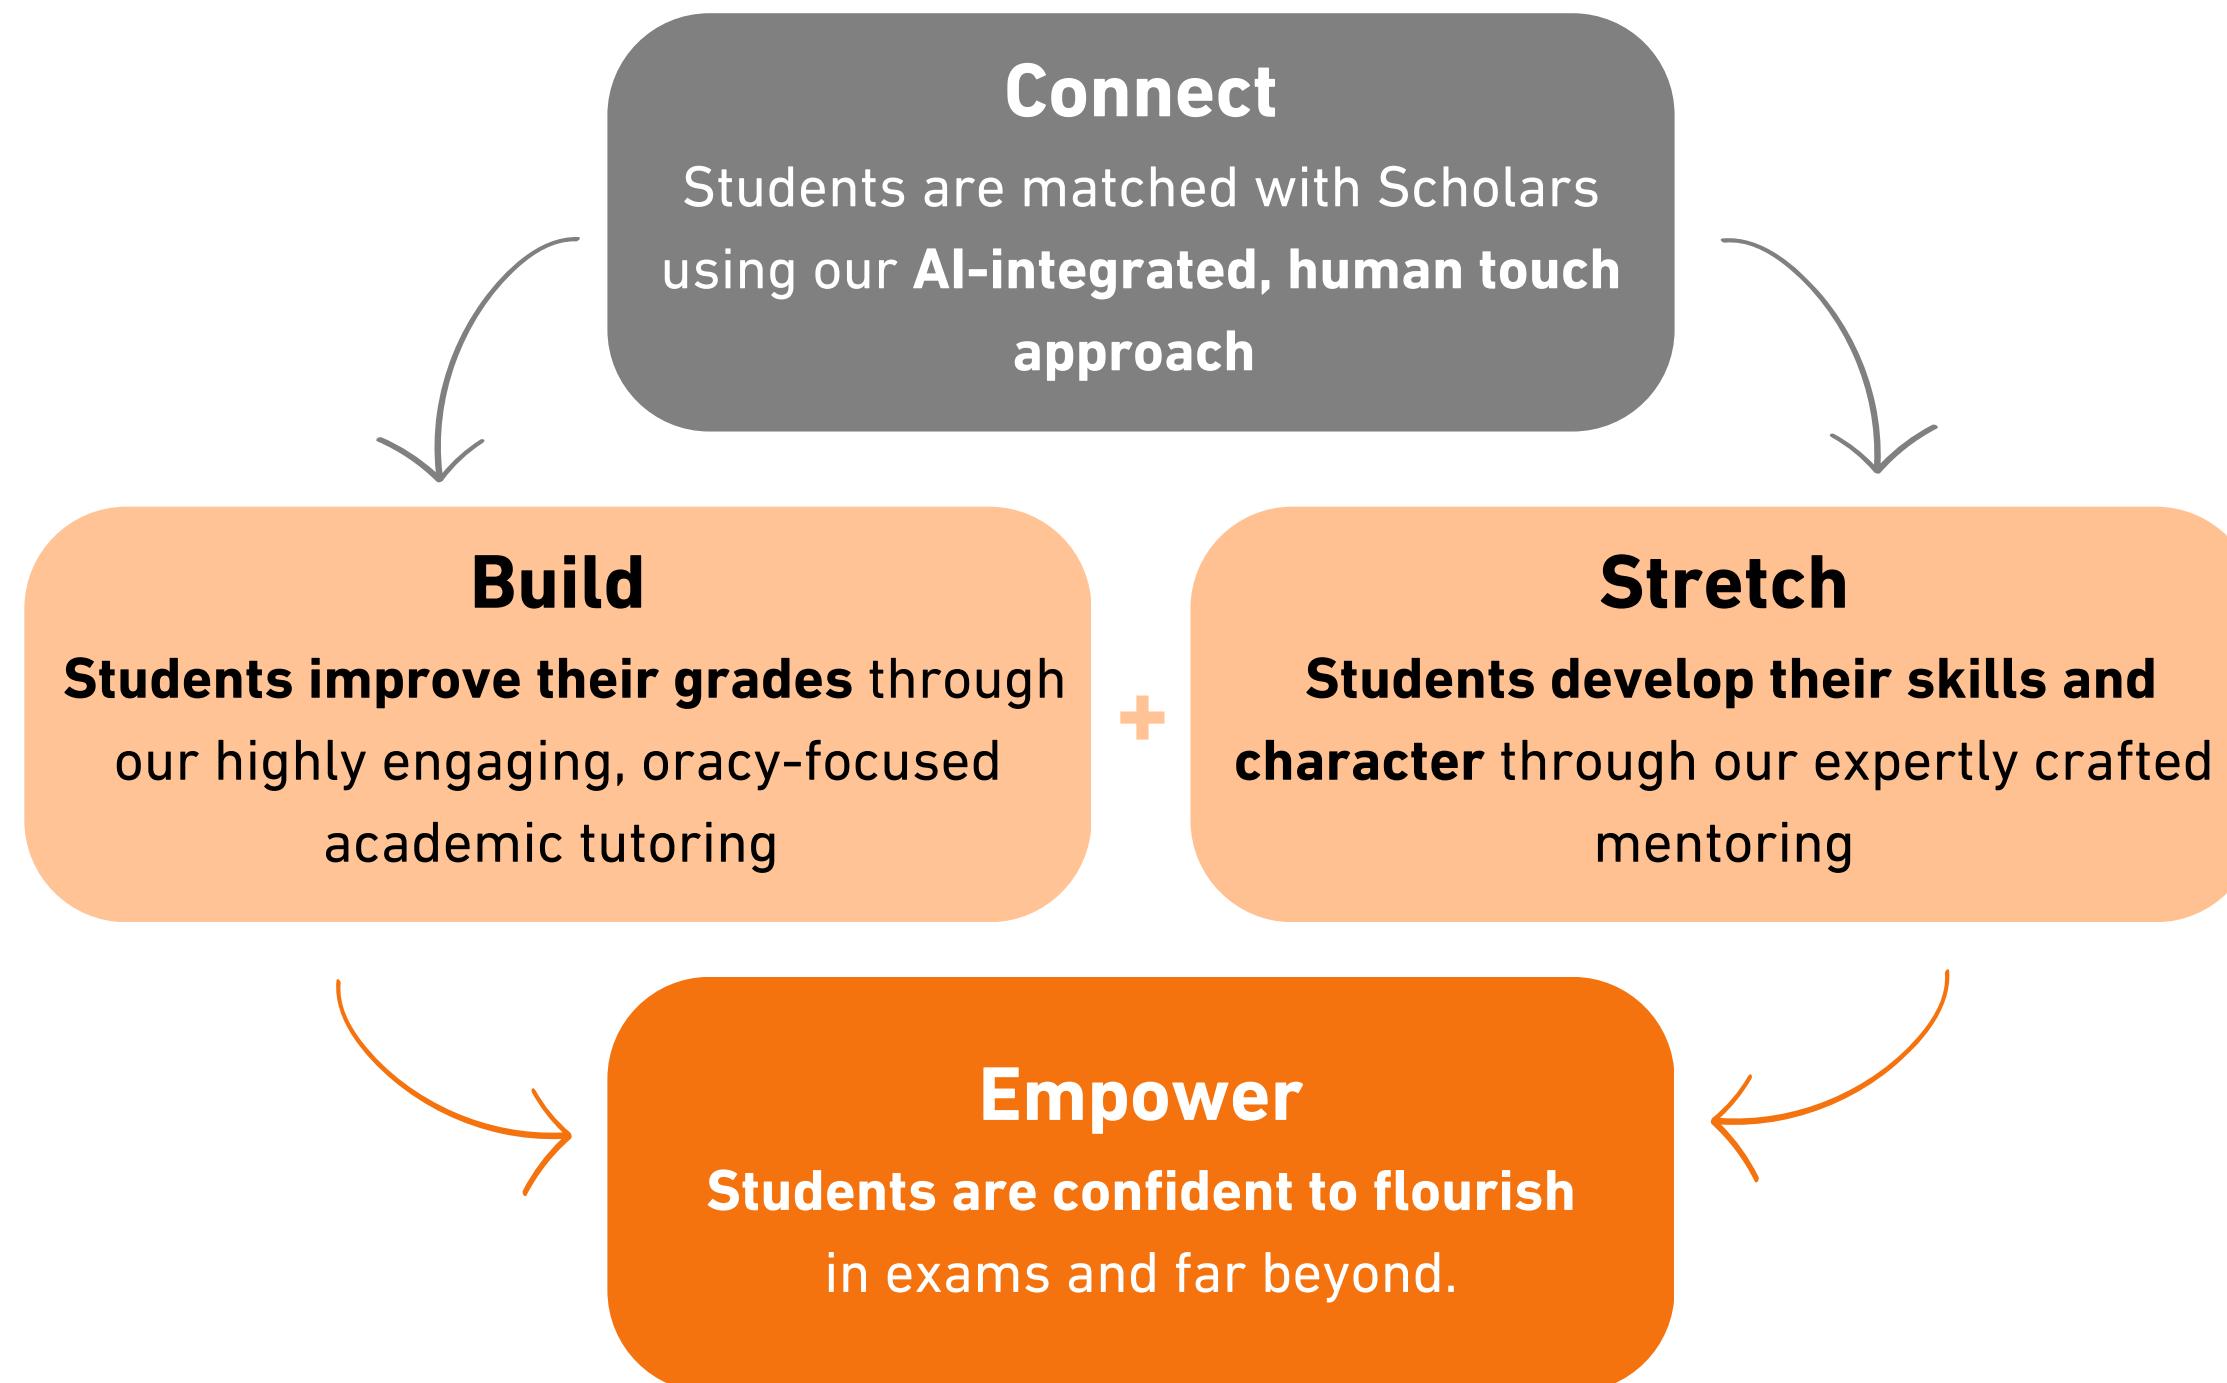 Connect
Students are matched with Scholars
using our AI-integrated, human touch
approach
Build
Students improve their grades through
our highly engaging, oracy-focused
academic tutoring
+
Stretch
Students develop their skills and
character through our expertly crafted
mentoring
Empower
Students are confident to flourish
in exams and far beyond.